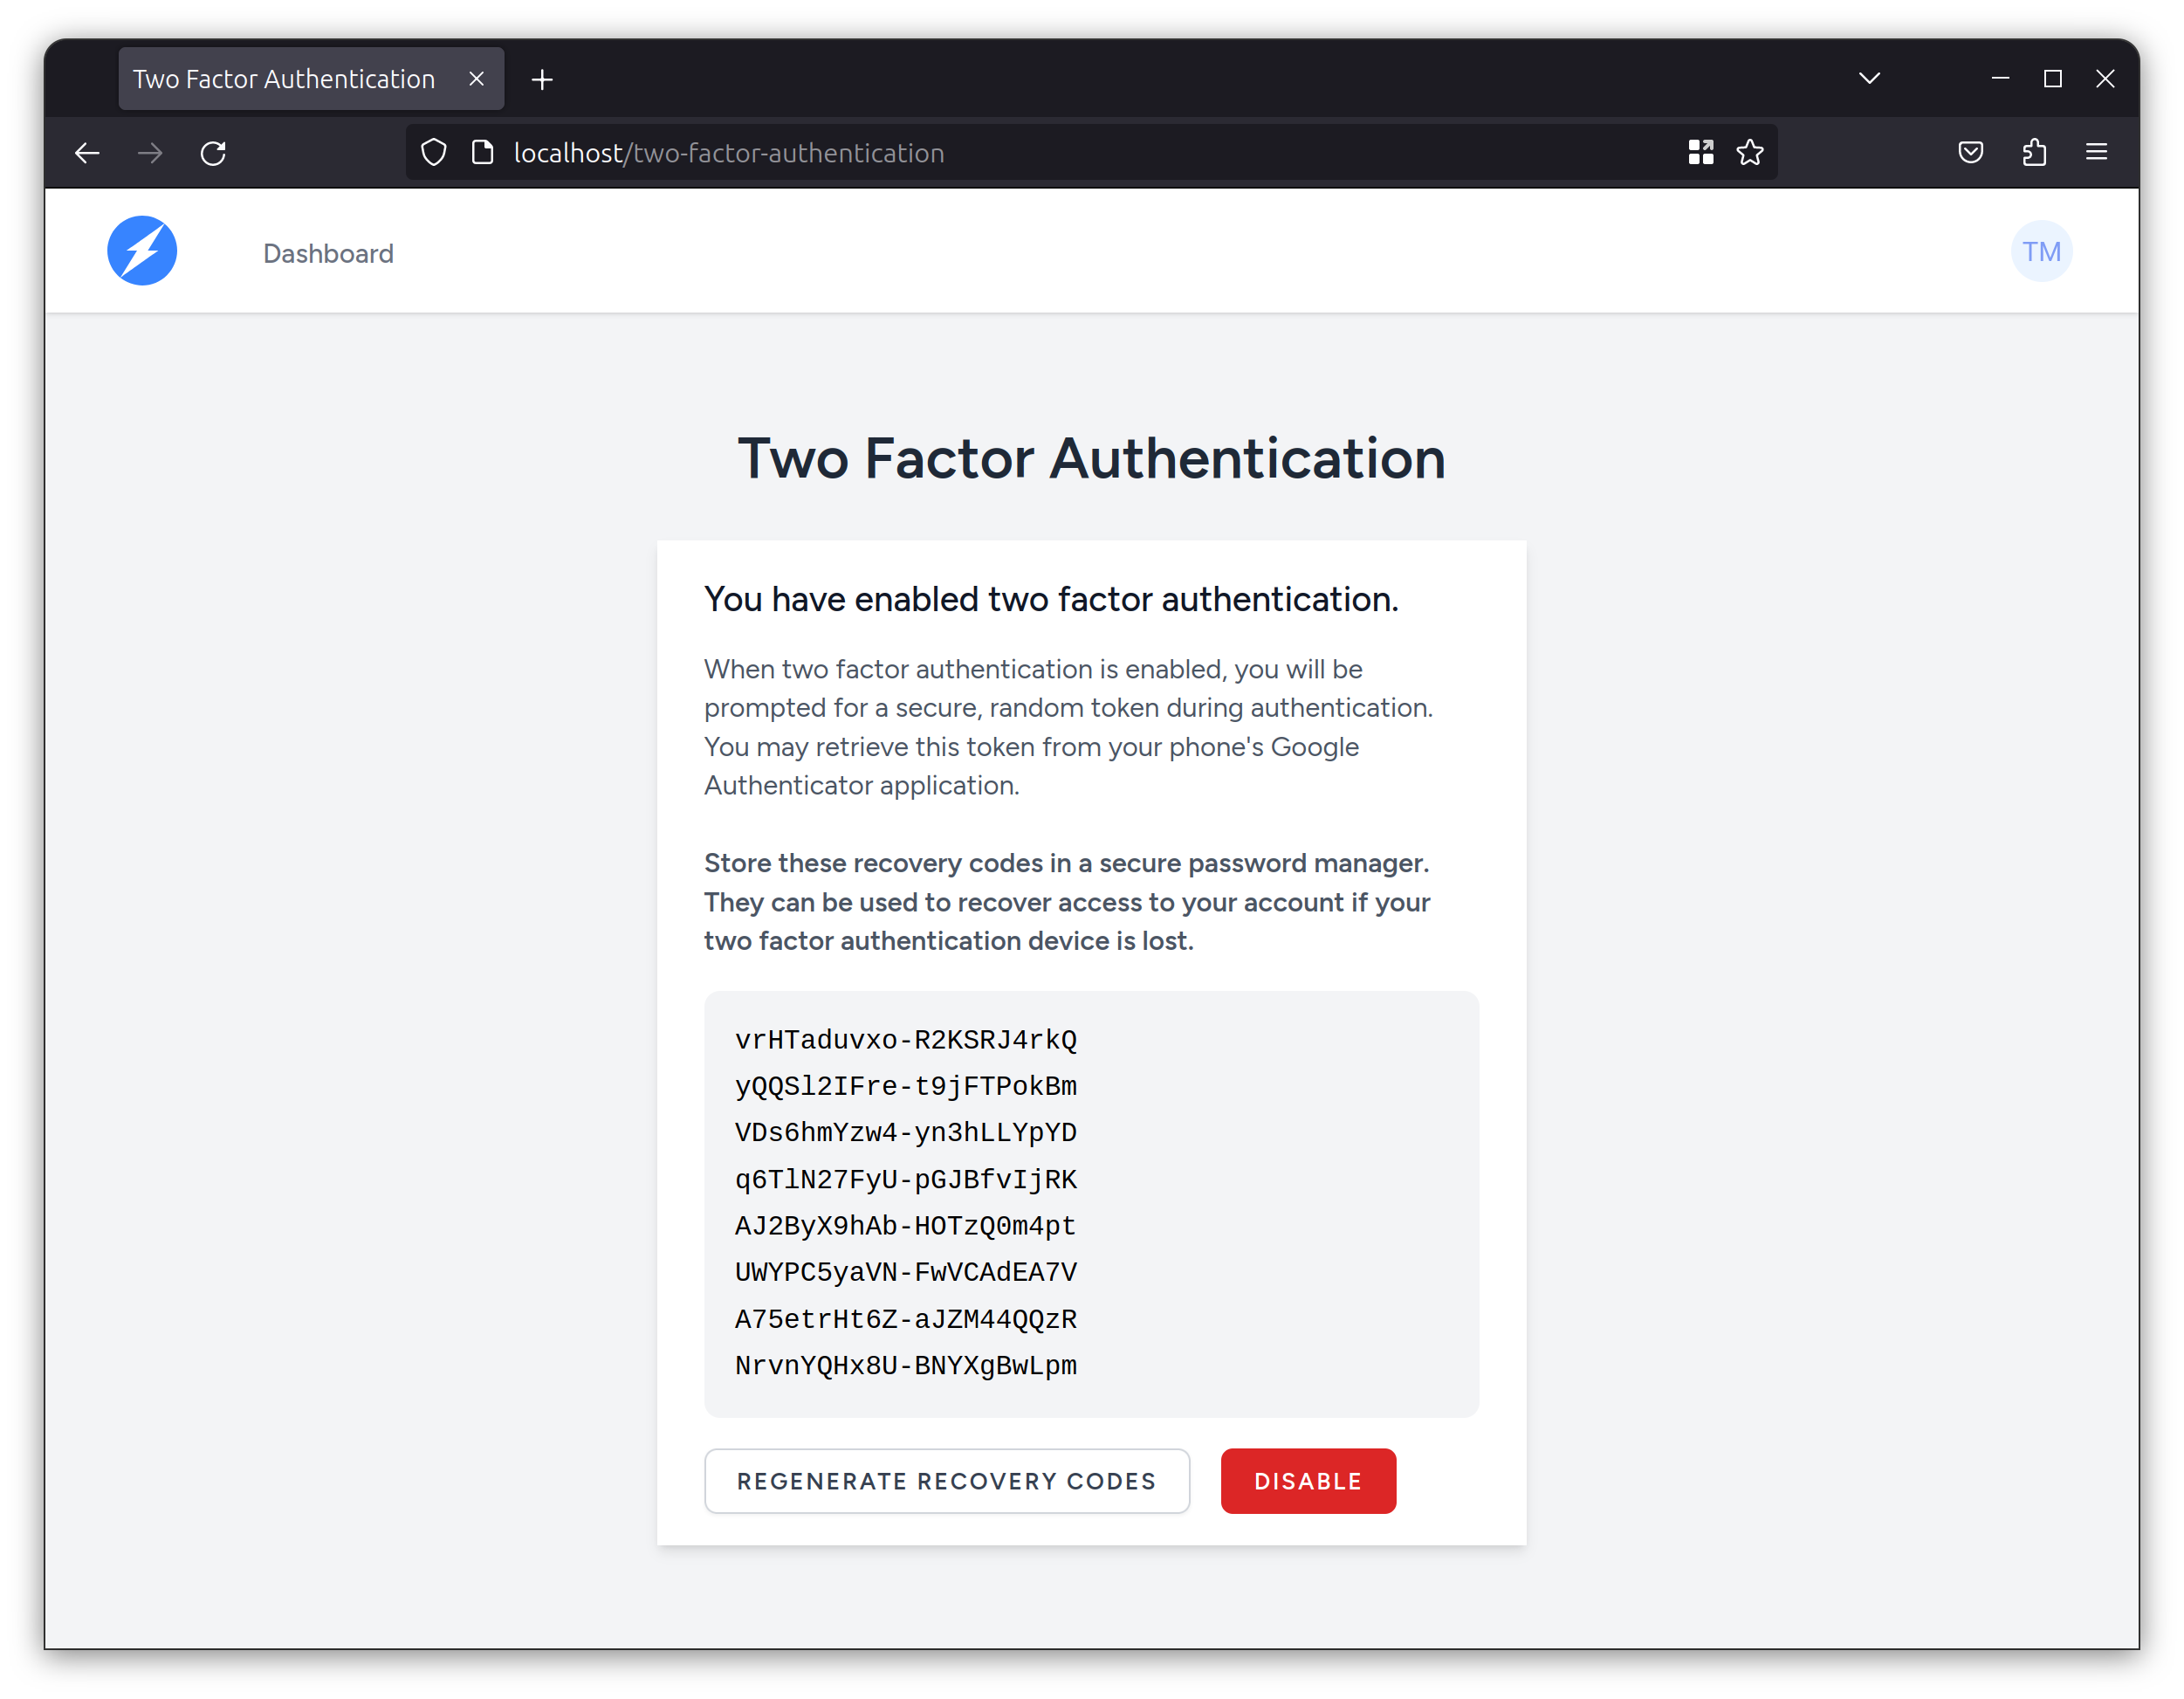 Two Factor Authentication
localhost/two-factor-authentication
Dashboard
TM
Two Factor Authentication
You have enabled two factor authentication.
When two factor authentication is enabled, you will be
prompted for a secure, random token during authentication.
You may retrieve this token from your phone's Google
Authenticator application.
Store these recovery codes in a secure password manager.
They can be used to recover access to your account if your
two factor authentication device is lost.
vrHTaduvxo-R2KSRJ4rkQ
yQQSl2IFre-t9jFTPokBm
VDs6hmYzw4-yn3hLLYpYD
q6TlN27FyU-pGJBfvIjRK
AJ2ByX9hAb-HOTzQ0m4pt
UWYPC5yaVN-FwVCAdEA7V
A75etrHt6Z-aJZM44QQzR
NrvnYQHx8U-BNYXgBwLpm
REGENERATE RECOVERY CODES
DISABLE